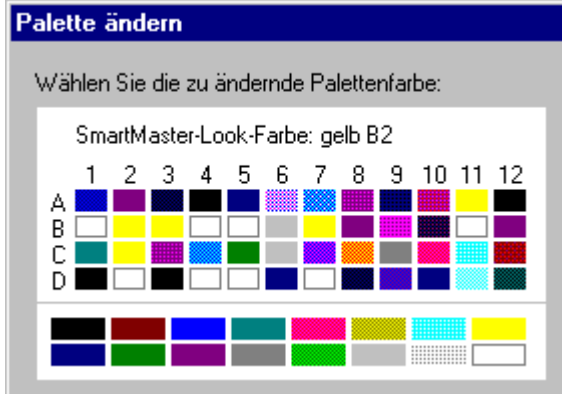 Palette ändern
Wählen Sie die zu ändernde Palettenfarbe:
SmartMaster-Look-Farbe: gelb B2
1 2 3 4 5 6 7 8 9 10 11 12
A
B
C
D